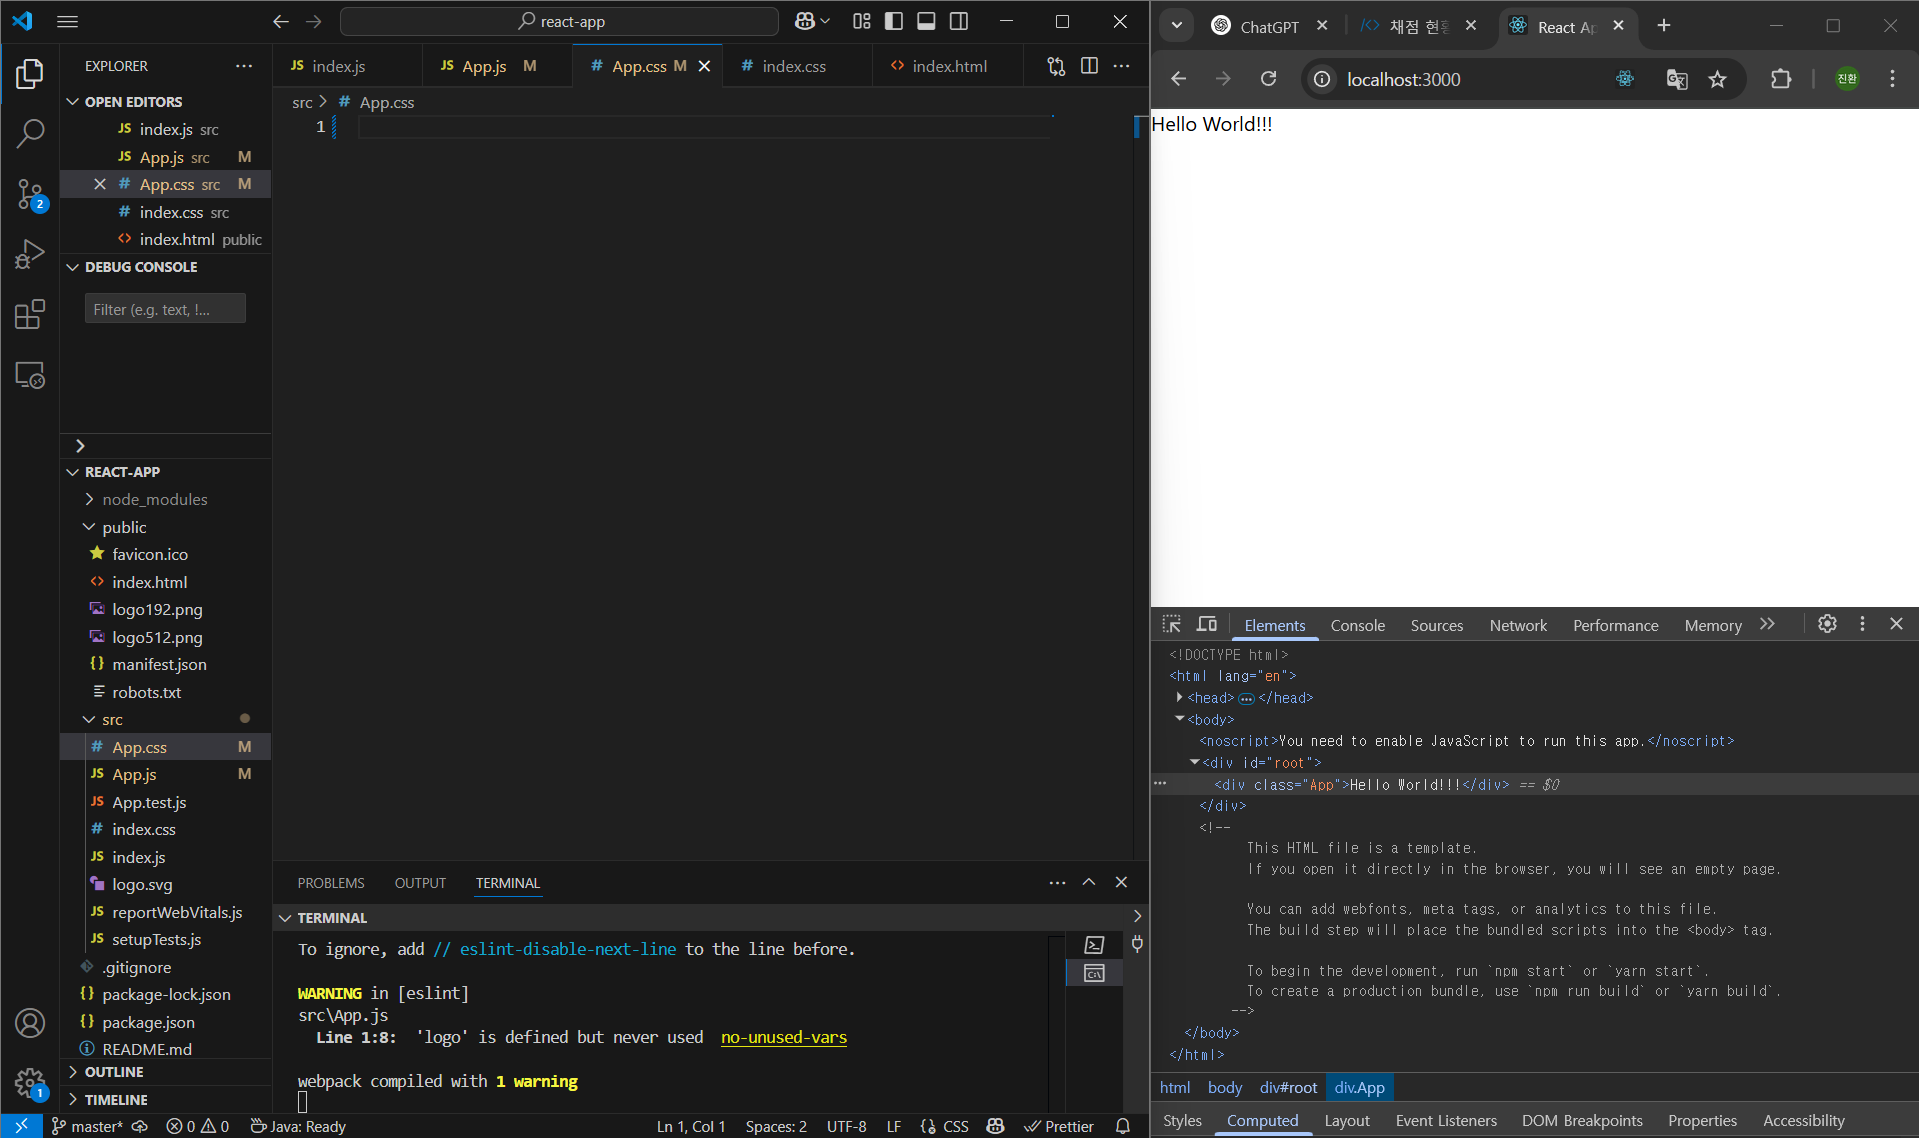 react-app
EXPLORER
OPEN EDITORS
JS index.js src
JS App.js src M
# App.css src M
# index.css src
<> index.html public
DEBUG CONSOLE
Filter (e.g. text, !...
REACT-APP
node_modules
public
favicon.ico
<> index.html
logo192.png
logo512.png
{} manifest.json
robots.txt
src
# App.css M
JS App.js M
JS App.test.js
# index.css
JS index.js
logo.svg
JS reportWebVitals.js
JS setupTests.js
.gitignore
{} package-lock.json
{} package.json
README.md
OUTLINE
TIMELINE
2
1
JS index.js
JS App.js M
# App.css M
# index.css
<> index.html
src > # App.css
1
PROBLEMS OUTPUT TERMINAL
TERMINAL
To ignore, add // eslint-disable-next-line to the line before.
WARNING in [eslint]
src\App.js
Line 1:8: 'logo' is defined but never used no-unused-vars
webpack compiled with 1 warning
master* 0 0 Java: Ready
Ln 1, Col 1 Spaces: 2 UTF-8 LF {} CSS Prettier
ChatGPT
채점 현
React Ap
localhost:3000
진환
Hello World!!!
Elements Console Sources Network Performance Memory
<!DOCTYPE html>
<html lang="en">
<head>…</head>
<body>
<noscript>You need to enable JavaScript to run this app.</noscript>
<div id="root">
<div class="App">Hello World!!!</div> == $0
</div>
<!--
This HTML file is a template.
If you open it directly in the browser, you will see an empty page.
You can add webfonts, meta tags, or analytics to this file.
The build step will place the bundled scripts into the <body> tag.
To begin the development, run `npm start` or `yarn start`.
To create a production bundle, use `npm run build` or `yarn build`.
-->
</body>
</html>
html body div#root div.App
Styles Computed Layout Event Listeners DOM Breakpoints Properties Accessibility